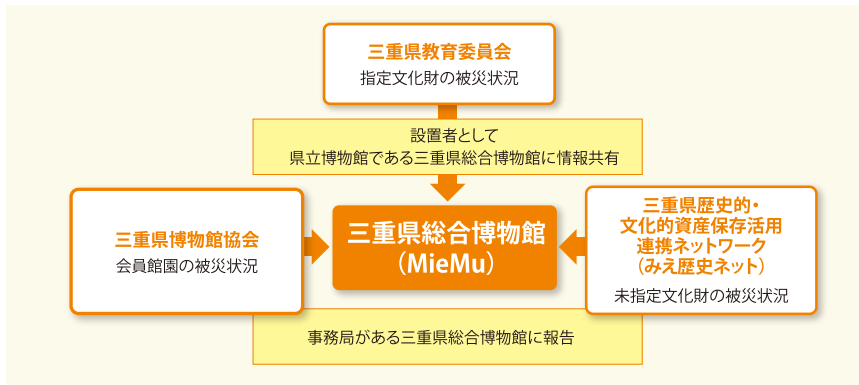 三重県教育委員会
指定文化財の被災状況
設置者として
県立博物館である三重県総合博物館に情報共有
三重県博物館協会
会員館園の被災状況
三重県総合博物館
（MieMu）
三重県歴史的・
文化的資産保存活用
連携ネットワーク
（みえ歴史ネット）
未指定文化財の被災状況
事務局がある三重県総合博物館に報告